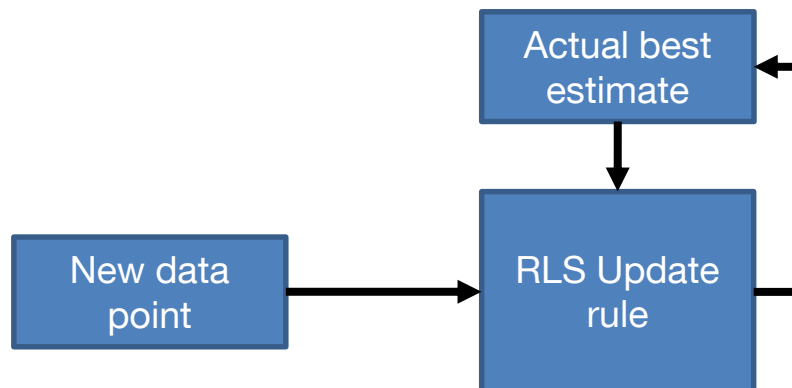 Actual best
estimate
New data
point
RLS Update
rule